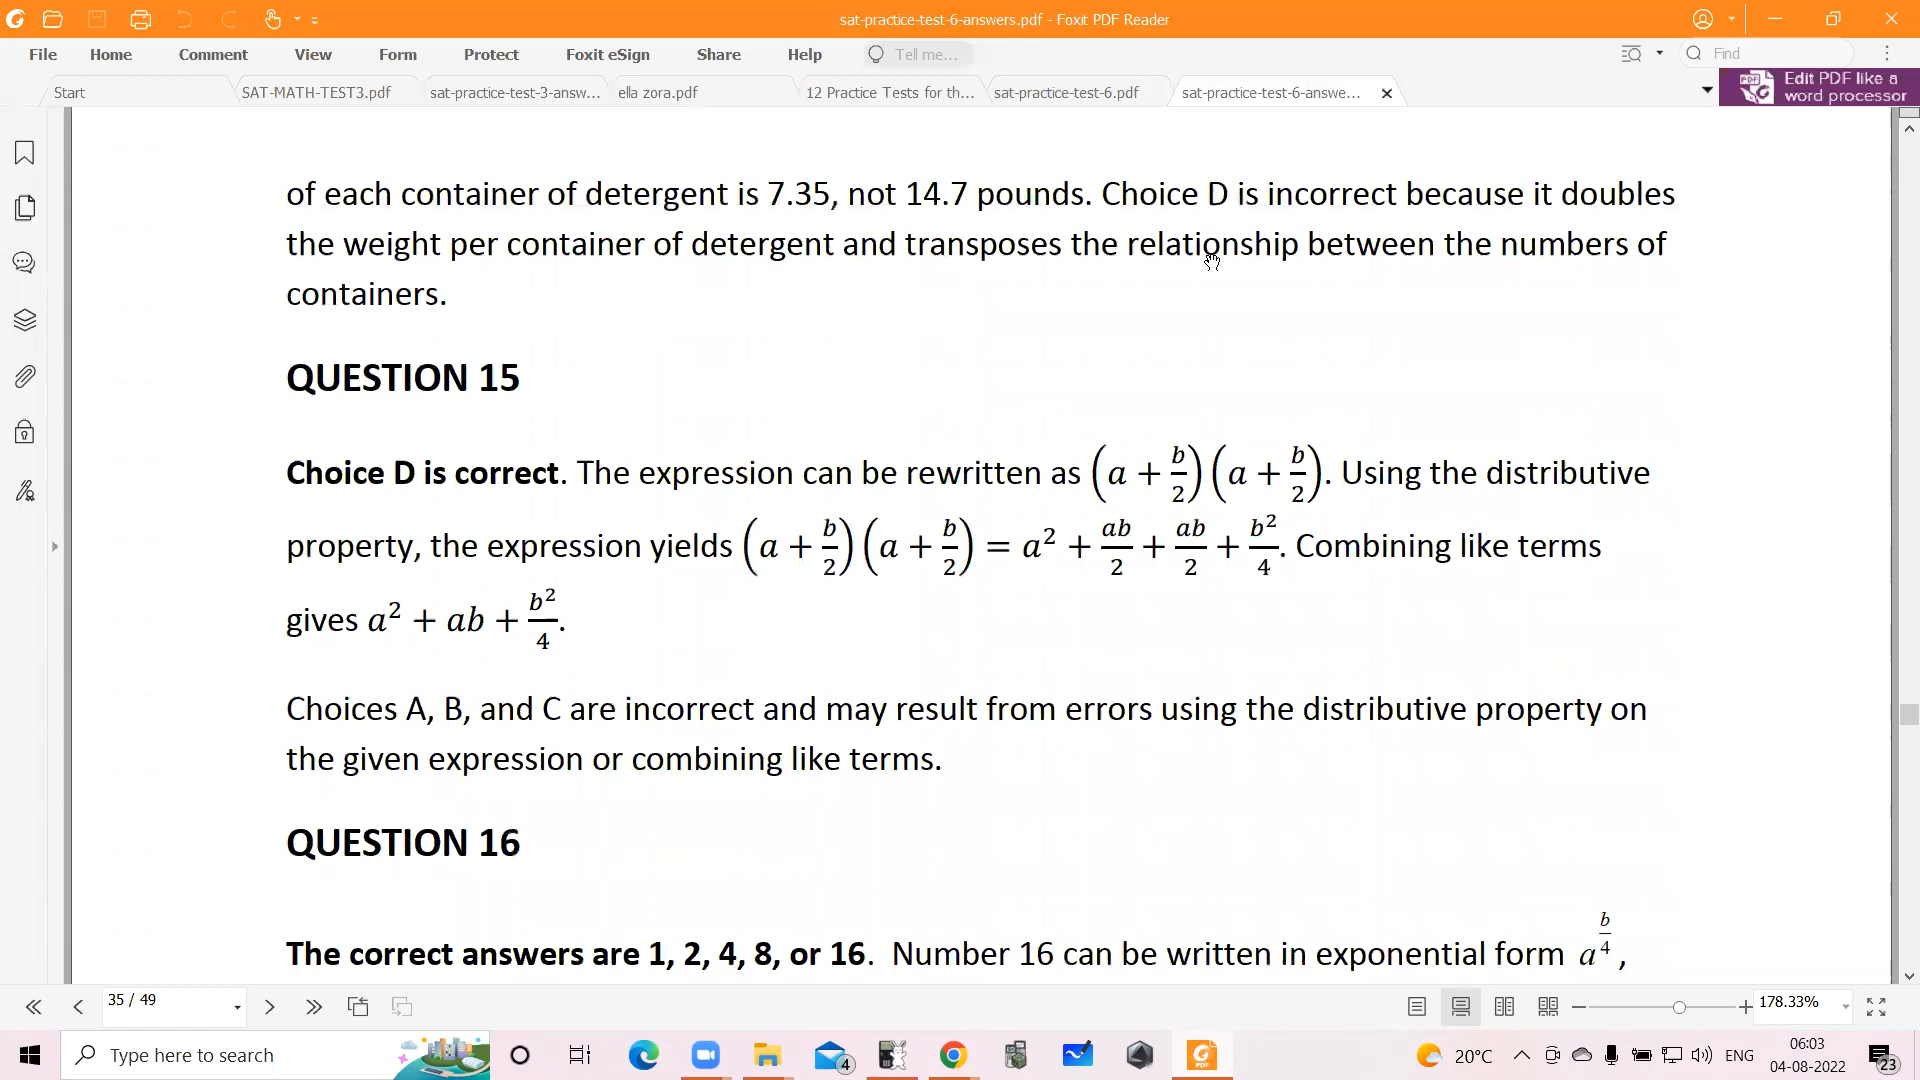 sat-practice-test-6-answers.pdf - Foxit PDF Reader
File Home Comment View Form Protect Foxit eSign Share Help Tell me... Find
Start SAT-MATH-TEST3.pdf sat-practice-test-3-answ... ella zora.pdf 12 Practice Tests for th... sat-practice-test-6.pdf sat-practice-test-6-answe...
Edit PDF like a
word processor
of each container of detergent is 7.35, not 14.7 pounds. Choice D is incorrect because it doubles
the weight per container of detergent and transposes the relationship between the numbers of
containers.
QUESTION 15
Choice D is correct. The expression can be rewritten as (a + b/2)(a + b/2). Using the distributive
property, the expression yields (a + b/2)(a + b/2) = a² + ab/2 + ab/2 + b²/4. Combining like terms
gives a² + ab + b²/4.
Choices A, B, and C are incorrect and may result from errors using the distributive property on
the given expression or combining like terms.
QUESTION 16
The correct answers are 1, 2, 4, 8, or 16. Number 16 can be written in exponential form a^(b/4),
35 / 49 178.33%
Type here to search 4 20°C ENG 06:03
04-08-2022 23